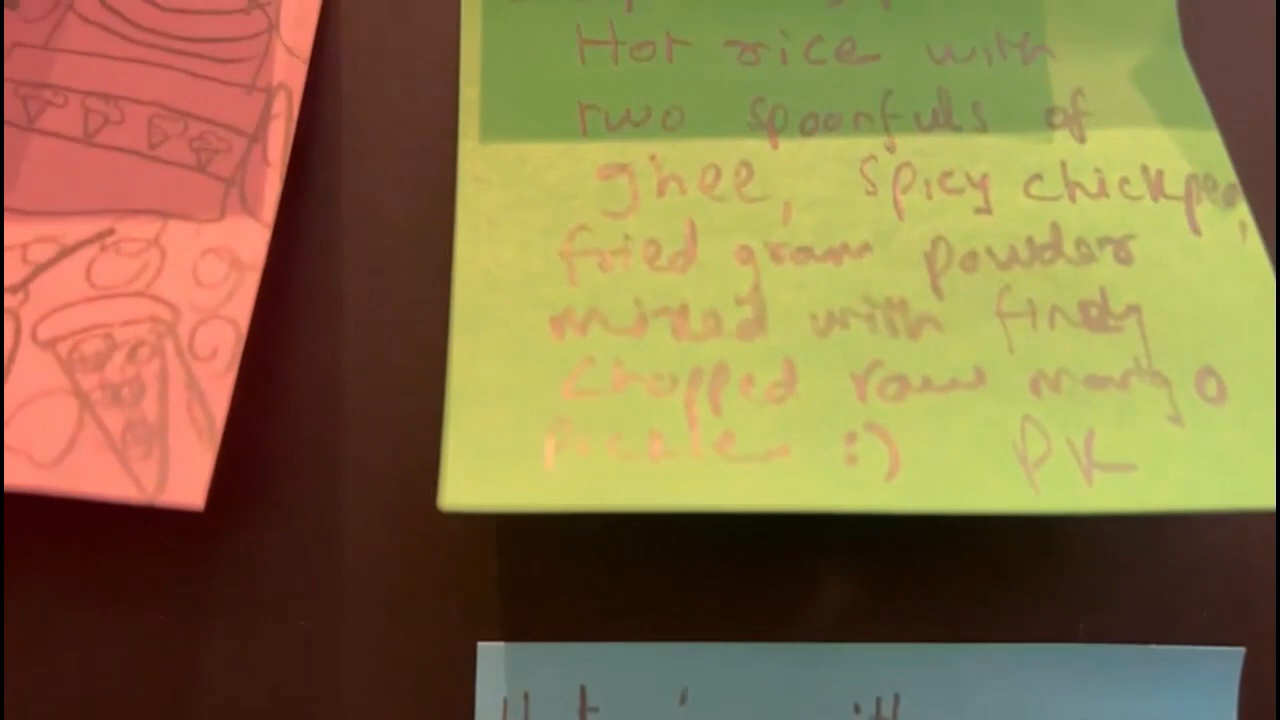 Hot rice with
two spoonfuls of
ghee, spicy chickpea,
fried gram powder
mixed with finely
chopped raw mango
pickle :) PK